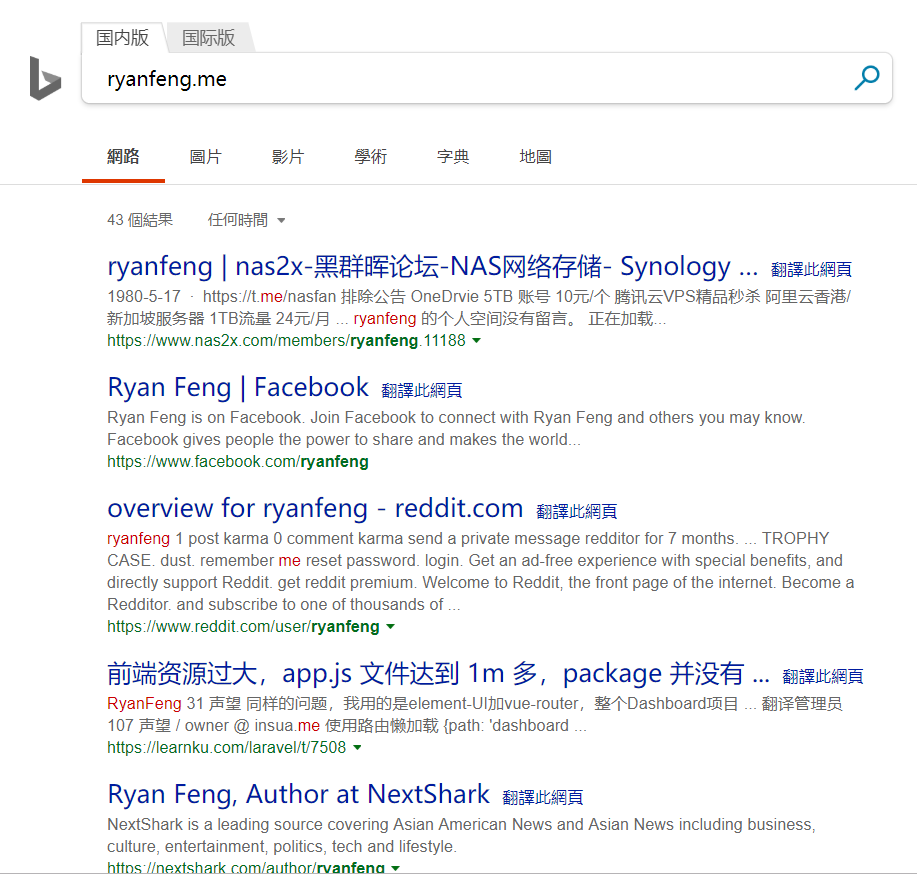 国内版 国际版
ryanfeng.me
網路 圖片 影片 學術 字典 地圖
43 個結果 任何時間
ryanfeng | nas2x-黑群晖论坛-NAS网络存储- Synology ... 翻譯此網頁
1980-5-17 · https://t.me/nasfan 排除公告 OneDrvie 5TB 账号 10元/个 腾讯云VPS精品秒杀 阿里云香港/
新加坡服务器 1TB流量 24元/月 ... ryanfeng 的个人空间没有留言。 正在加载...
https://www.nas2x.com/members/ryanfeng.11188
Ryan Feng | Facebook 翻譯此網頁
Ryan Feng is on Facebook. Join Facebook to connect with Ryan Feng and others you may know.
Facebook gives people the power to share and makes the world...
https://www.facebook.com/ryanfeng
overview for ryanfeng - reddit.com 翻譯此網頁
ryanfeng 1 post karma 0 comment karma send a private message redditor for 7 months. ... TROPHY
CASE. dust. remember me reset password. login. Get an ad-free experience with special benefits, and
directly support Reddit. get reddit premium. Welcome to Reddit, the front page of the internet. Become a
Redditor. and subscribe to one of thousands of ...
https://www.reddit.com/user/ryanfeng
前端资源过大，app.js 文件达到 1m 多，package 并没有 ... 翻譯此網頁
RyanFeng 31 声望 同样的问题，我用的是element-UI加vue-router，整个Dashboard项目 ... 翻译管理员
107 声望 / owner @ insua.me 使用路由懒加载 {path: 'dashboard ...
https://learnku.com/laravel/t/7508
Ryan Feng, Author at NextShark 翻譯此網頁
NextShark is a leading source covering Asian American News and Asian News including business,
culture, entertainment, politics, tech and lifestyle.
https://nextshark.com/author/ryanfeng